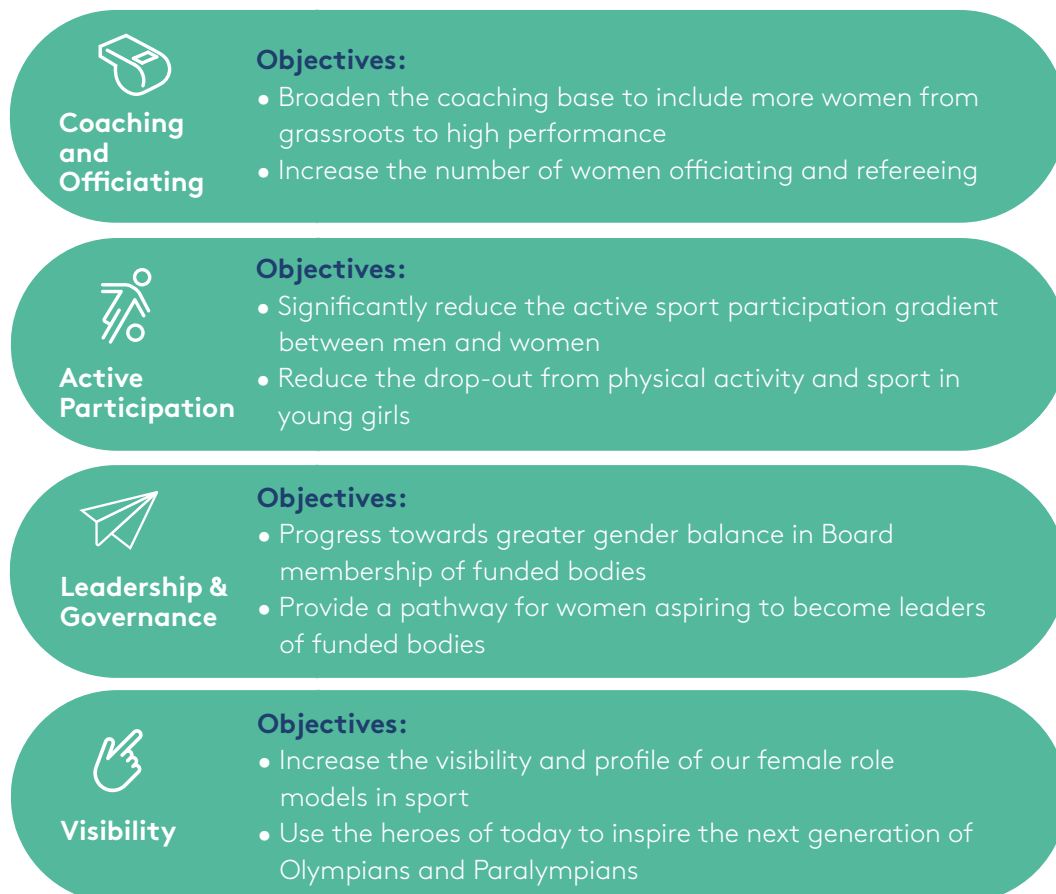 Coaching
and
Officiating
Objectives:
• Broaden the coaching base to include more women from
grassroots to high performance
• Increase the number of women officiating and refereeing
Active
Participation
Objectives:
• Significantly reduce the active sport participation gradient
between men and women
• Reduce the drop-out from physical activity and sport in
young girls
Leadership &
Governance
Objectives:
• Progress towards greater gender balance in Board
membership of funded bodies
• Provide a pathway for women aspiring to become leaders
of funded bodies
Visibility
Objectives:
• Increase the visibility and profile of our female role
models in sport
• Use the heroes of today to inspire the next generation of
Olympians and Paralympians